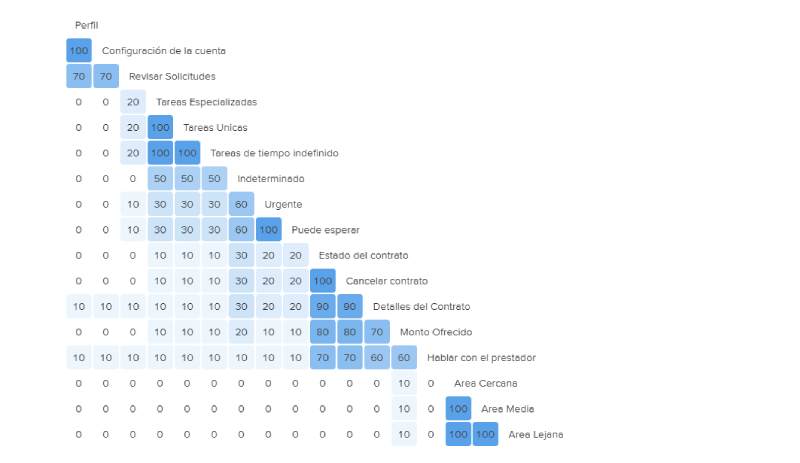 Perfil
100 Configuración de la cuenta
70 70 Revisar Solicitudes
0 0 20 Tareas Especializadas
0 0 20 100 Tareas Unicas
0 0 20 100 100 Tareas de tiempo indefinido
0 0 0 50 50 50 Indeterminado
0 0 10 30 30 30 60 Urgente
0 0 10 30 30 30 60 100 Puede esperar
0 0 0 10 10 10 30 20 20 Estado del contrato
0 0 0 10 10 10 30 20 20 100 Cancelar contrato
10 10 10 10 10 10 30 20 20 90 90 Detalles del Contrato
0 0 0 10 10 10 20 10 10 80 80 70 Monto Ofrecido
10 10 10 10 10 10 10 10 10 70 70 60 60 Hablar con el prestador
0 0 0 0 0 0 0 0 0 0 0 0 10 0 Area Cercana
0 0 0 0 0 0 0 0 0 0 0 0 10 0 100 Area Media
0 0 0 0 0 0 0 0 0 0 0 0 10 0 100 100 Area Lejana